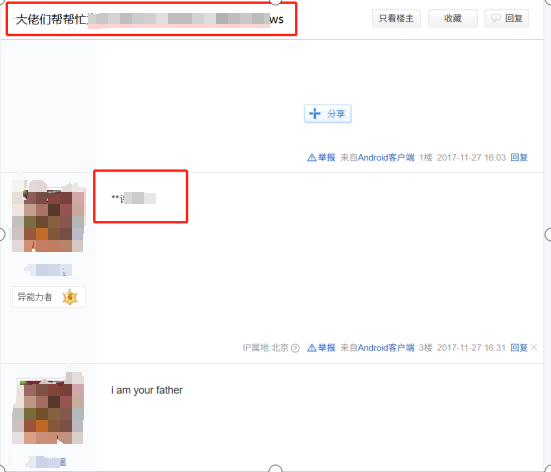 大佬们帮帮忙 ws
只看楼主 收藏 回复
分享
举报 来自Android客户端 1楼 2017-11-27 16:03 回复
**
异能力者 6
IP属地:北京 举报 来自Android客户端 3楼 2017-11-27 16:31 回复
i am your father